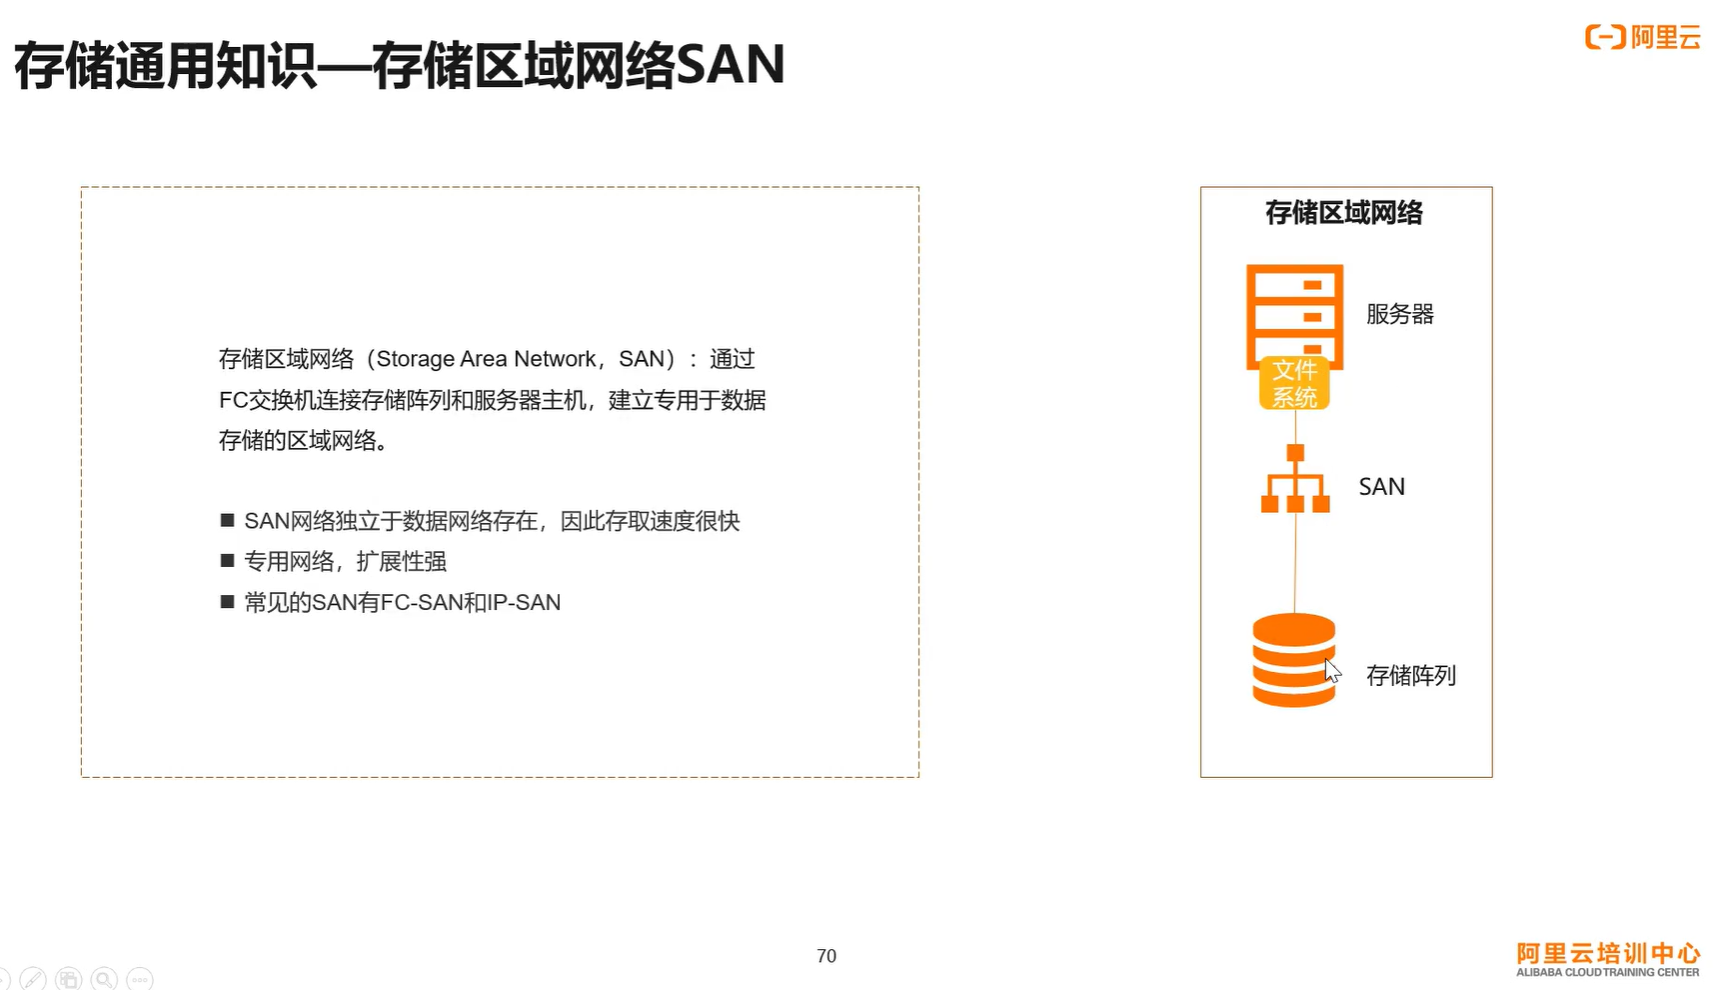 存储通用知识—存储区域网络SAN
阿里云
存储区域网络（Storage Area Network，SAN）：通过
FC交换机连接存储阵列和服务器主机，建立专用于数据
存储的区域网络。
■ SAN网络独立于数据网络存在，因此存取速度很快
■ 专用网络，扩展性强
■ 常见的SAN有FC-SAN和IP-SAN
存储区域网络
服务器
文件
系统
SAN
存储阵列
70
阿里云培训中心
ALIBABA CLOUD TRAINING CENTER